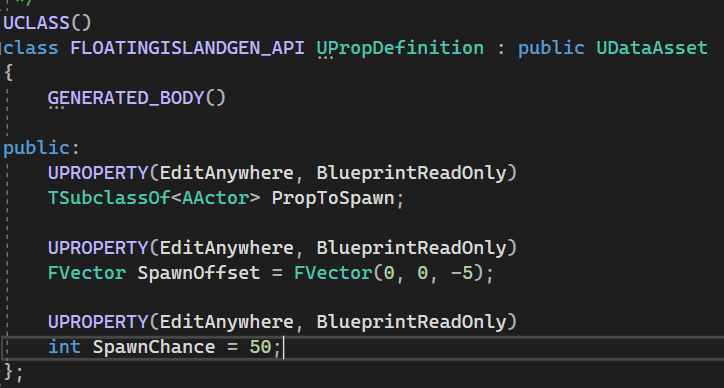 */
UCLASS()
class FLOATINGISLANDGEN_API UPropDefinition : public UDataAsset
{
GENERATED_BODY()
public:
UPROPERTY(EditAnywhere, BlueprintReadOnly)
TSubclassOf<AActor> PropToSpawn;
UPROPERTY(EditAnywhere, BlueprintReadOnly)
FVector SpawnOffset = FVector(0, 0, -5);
UPROPERTY(EditAnywhere, BlueprintReadOnly)
int SpawnChance = 50;
};